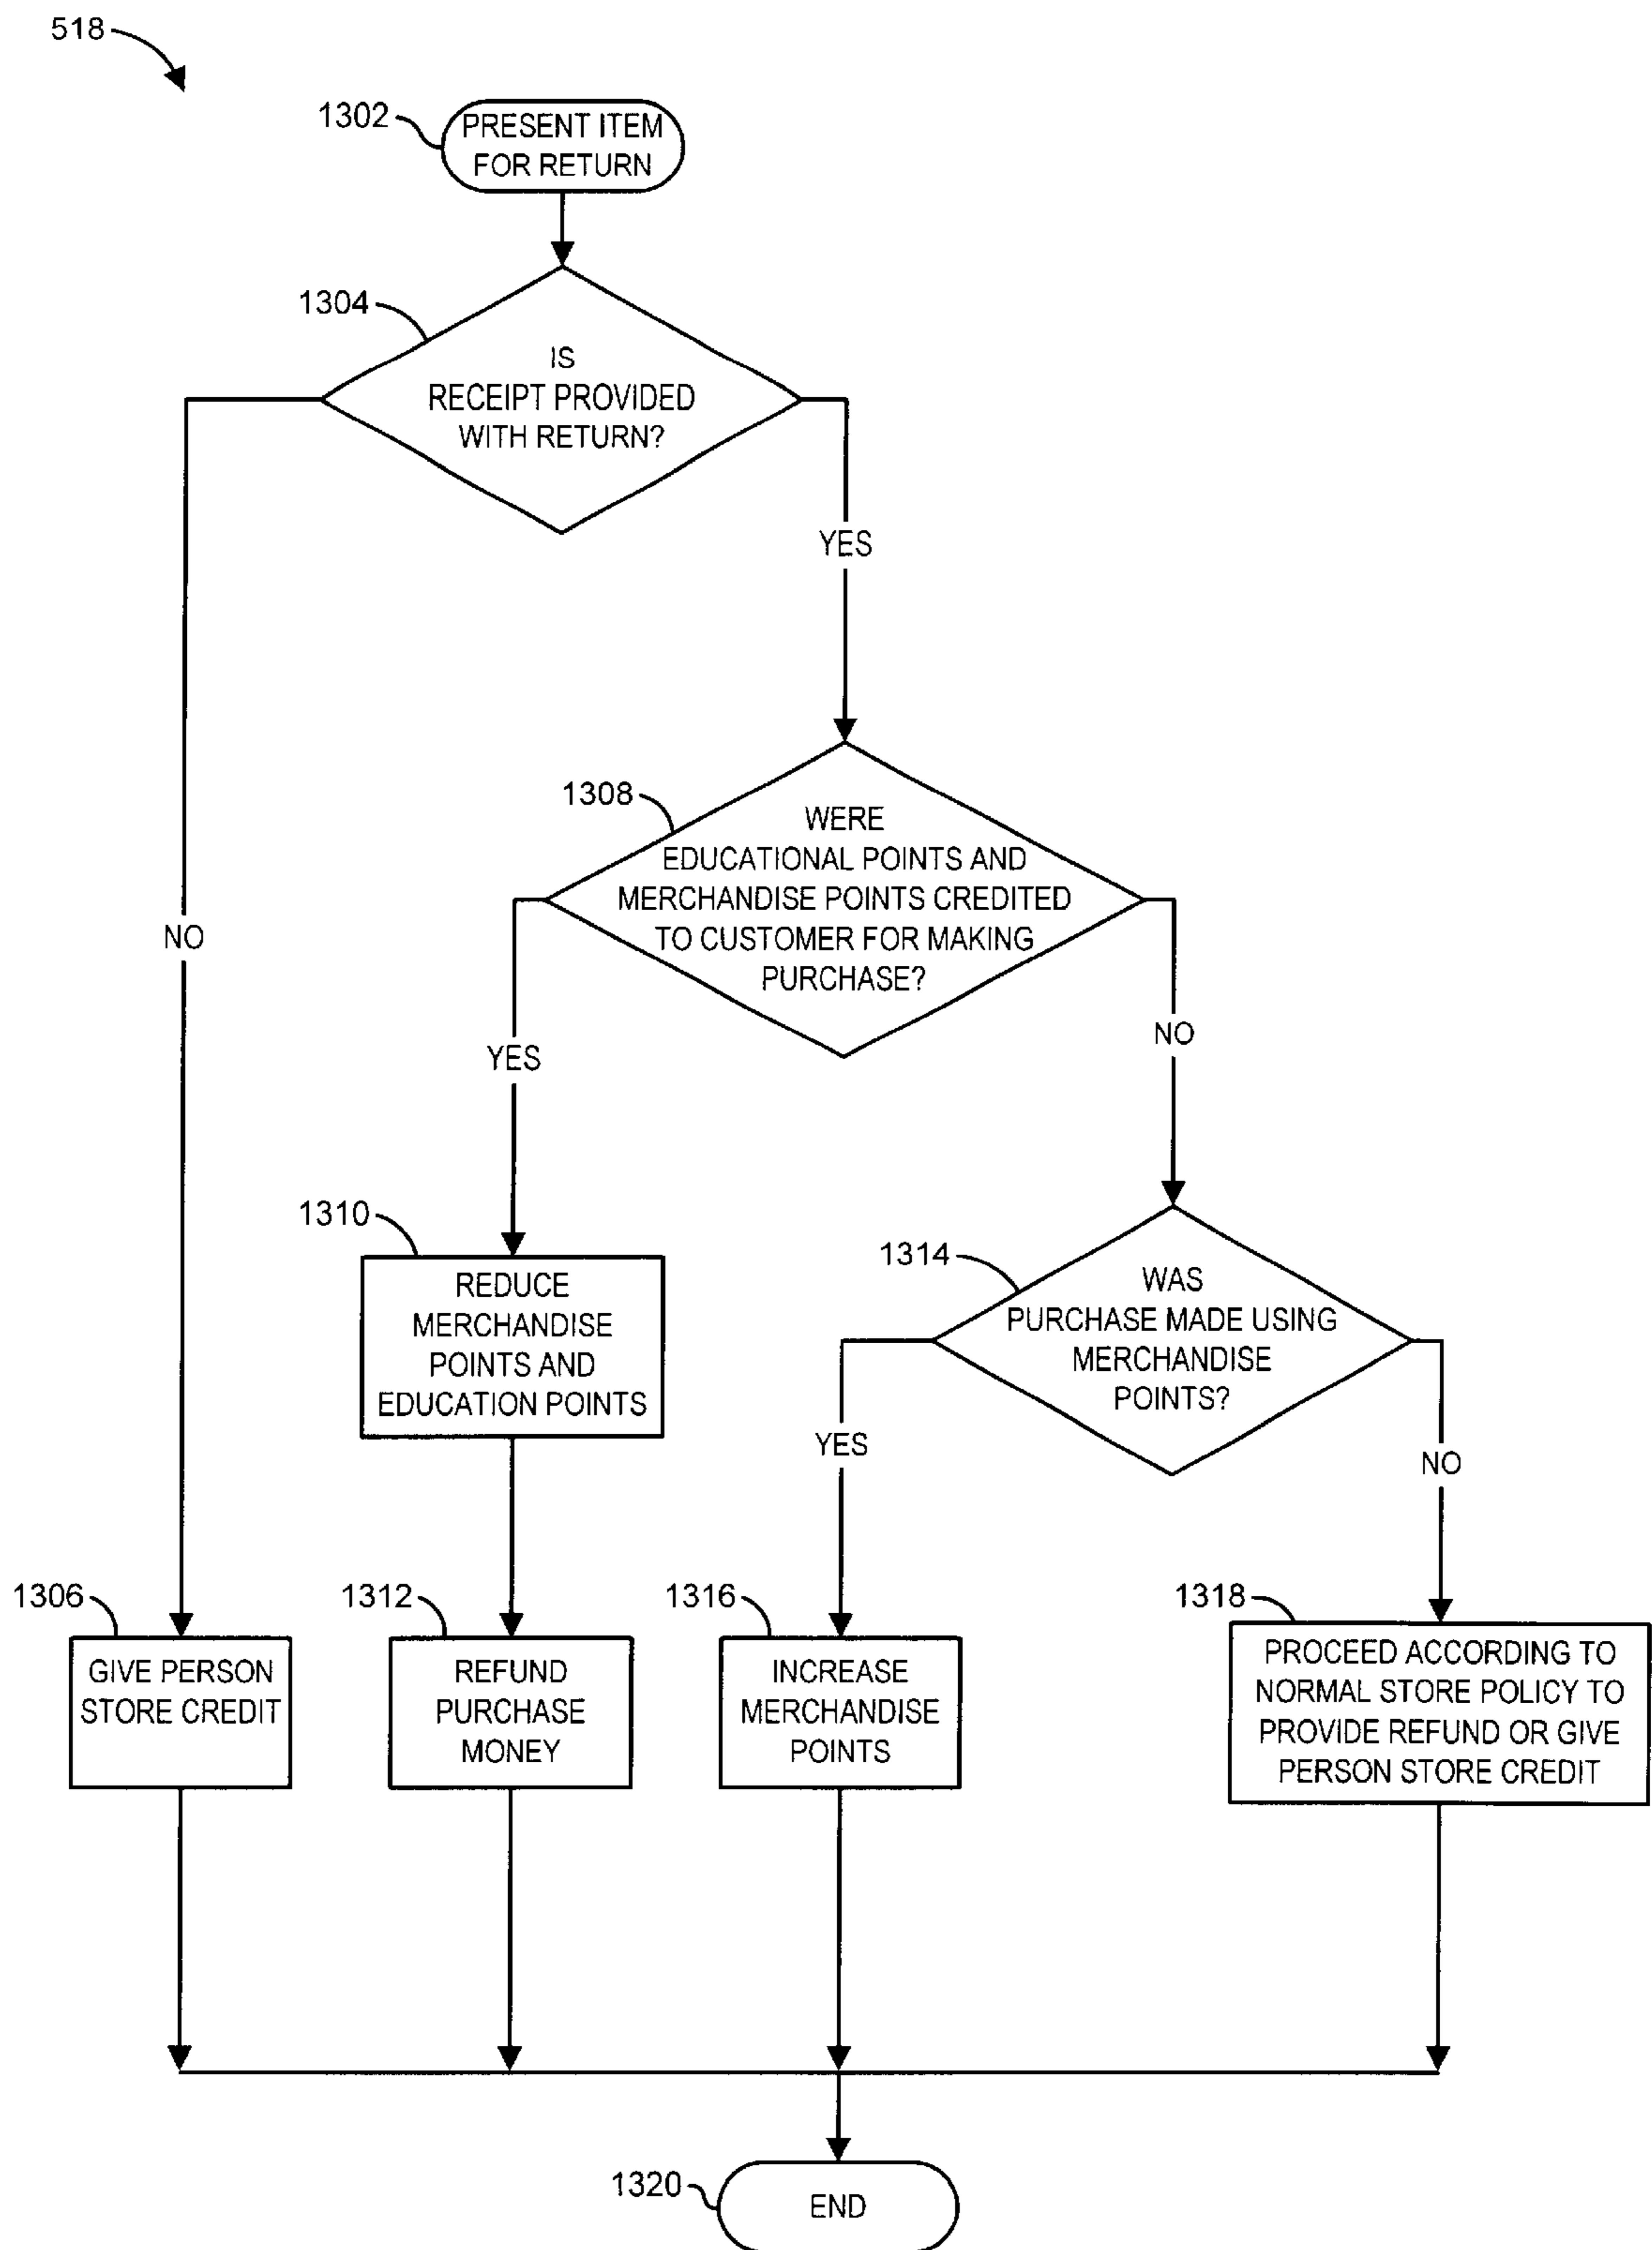 518
1302
PRESENT ITEM
FOR RETURN
1304
IS
RECEIPT PROVIDED
WITH RETURN?
YES
NO
1308
WERE
EDUCATIONAL POINTS AND
MERCHANDISE POINTS CREDITED
TO CUSTOMER FOR MAKING
PURCHASE?
YES
NO
1310
REDUCE
MERCHANDISE
POINTS AND
EDUCATION POINTS
1314
WAS
PURCHASE MADE USING
MERCHANDISE
POINTS?
YES
NO
1306
GIVE PERSON
STORE CREDIT
1312
REFUND
PURCHASE
MONEY
1316
INCREASE
MERCHANDISE
POINTS
1318
PROCEED ACCORDING TO
NORMAL STORE POLICY TO
PROVIDE REFUND OR GIVE
PERSON STORE CREDIT
1320
END